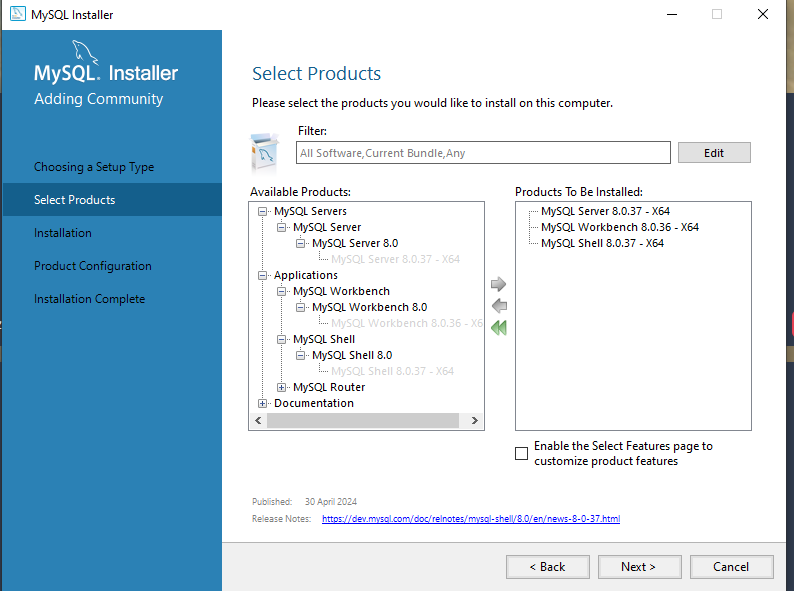 MySQL Installer
MySQL. Installer
Adding Community
Choosing a Setup Type
Select Products
Installation
Product Configuration
Installation Complete
Select Products
Please select the products you would like to install on this computer.
Filter:
All Software,Current Bundle,Any
Edit
Available Products:
MySQL Servers
MySQL Server
MySQL Server 8.0
MySQL Server 8.0.37 - X64
Applications
MySQL Workbench
MySQL Workbench 8.0
MySQL Workbench 8.0.36 - X6
MySQL Shell
MySQL Shell 8.0
MySQL Shell 8.0.37 - X64
MySQL Router
Documentation
Products To Be Installed:
MySQL Server 8.0.37 - X64
MySQL Workbench 8.0.36 - X64
MySQL Shell 8.0.37 - X64
Enable the Select Features page to
customize product features
Published: 30 April 2024
Release Notes: https://dev.mysql.com/doc/relnotes/mysql-shell/8.0/en/news-8-0-37.html
< Back
Next >
Cancel